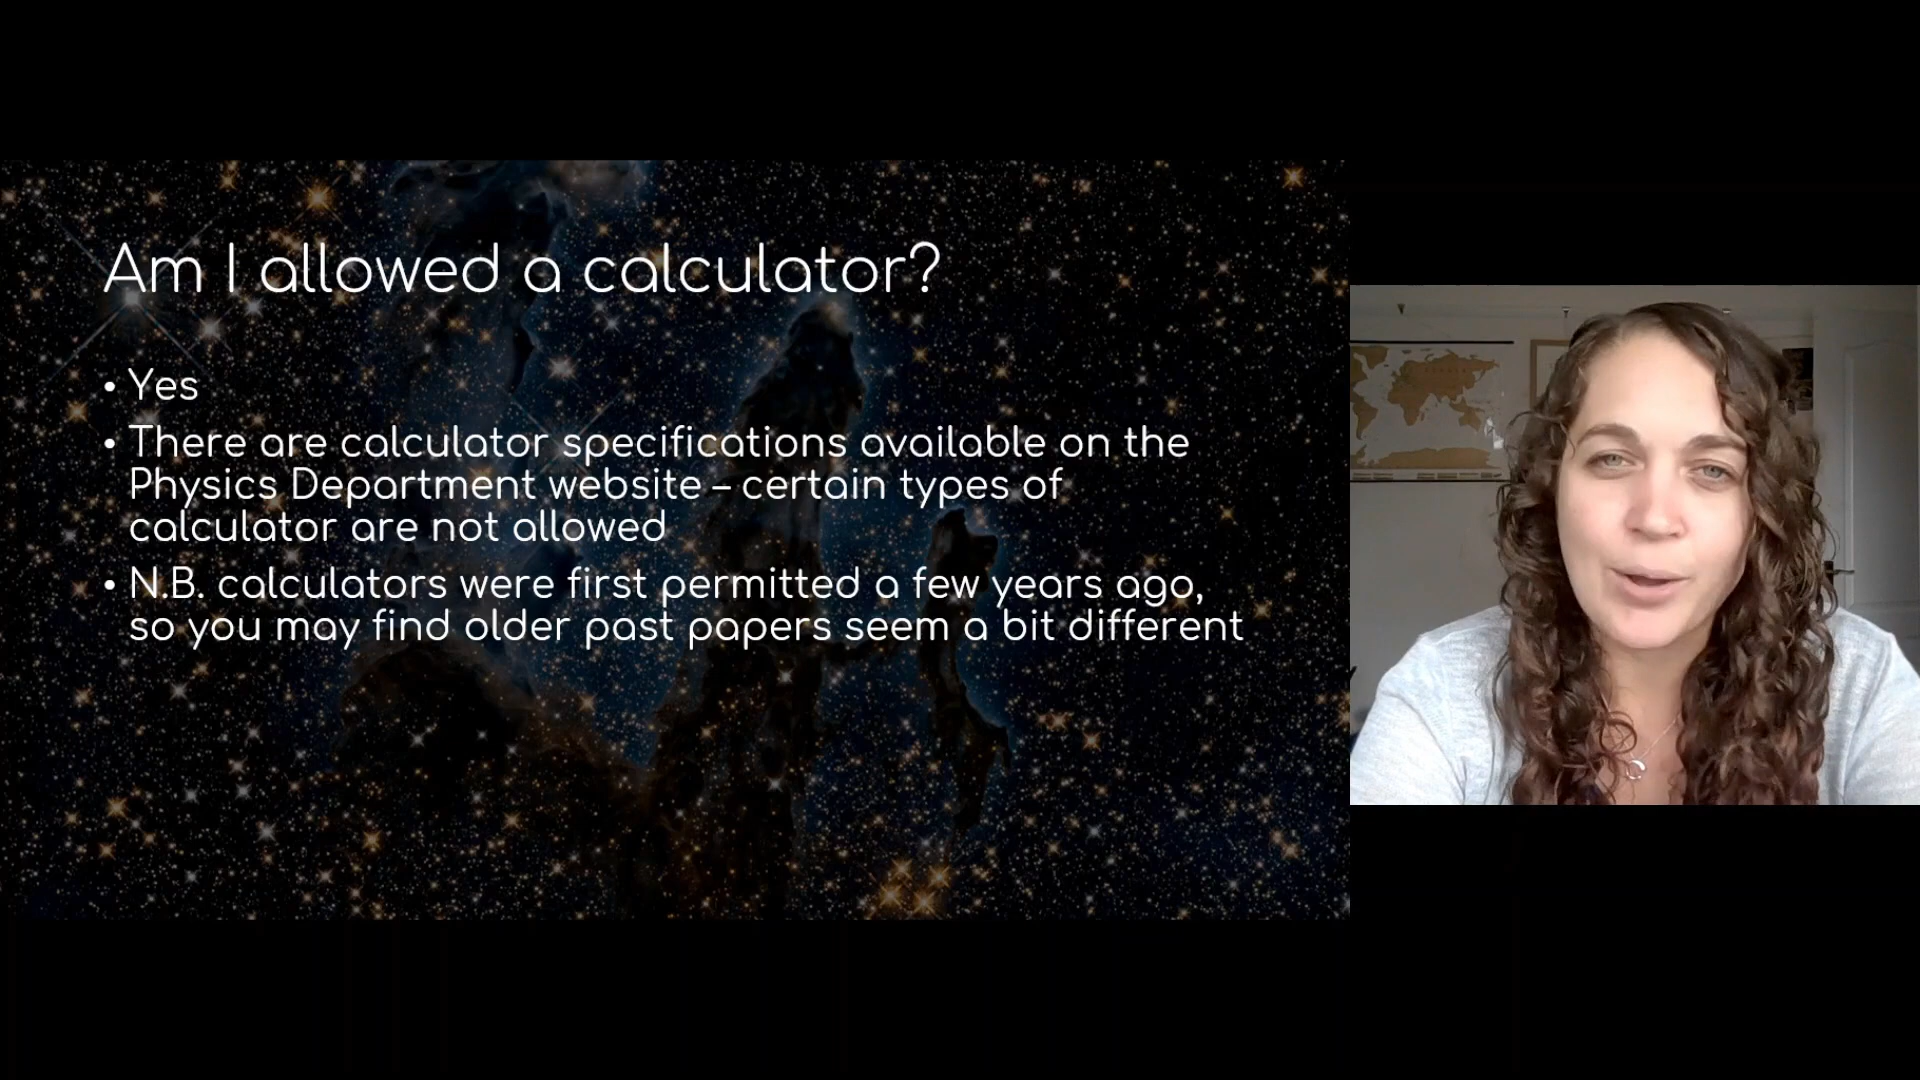 Am I allowed a calculator?
• Yes
• There are calculator specifications available on the
Physics Department website – certain types of
calculator are not allowed
• N.B. calculators were first permitted a few years ago,
so you may find older past papers seem a bit different